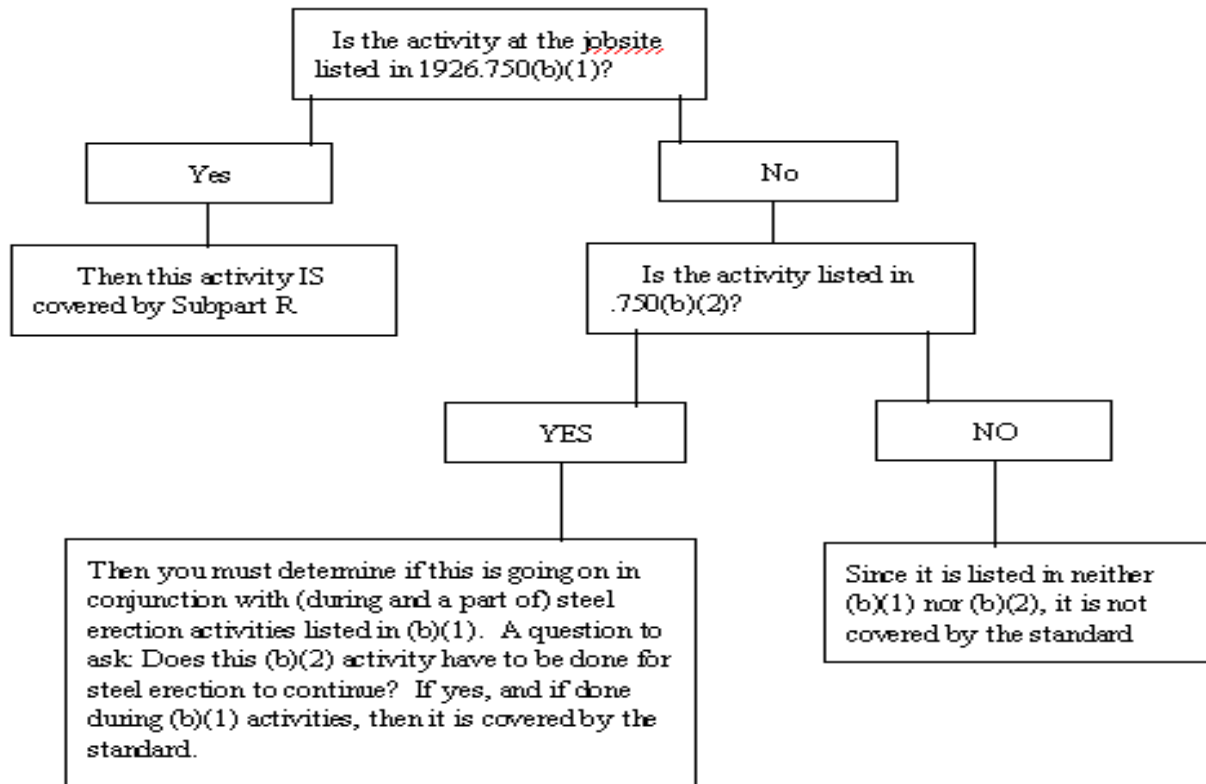 Is the activity at the jobsite
listed in 1926.750(b)(1)?
Yes
No
Then this activity IS
covered by Subpart R
Is the activity listed in
.750(b)(2)?
YES
NO
Then you must determine if this is going on in
conjunction with (during and a part of) steel
erection activities listed in (b)(1). A question to
ask: Does this (b)(2) activity have to be done for
steel erection to continue? If yes, and if done
during (b)(1) activities, then it is covered by the
standard.
Since it is listed in neither
(b)(1) nor (b)(2), it is not
covered by the standard